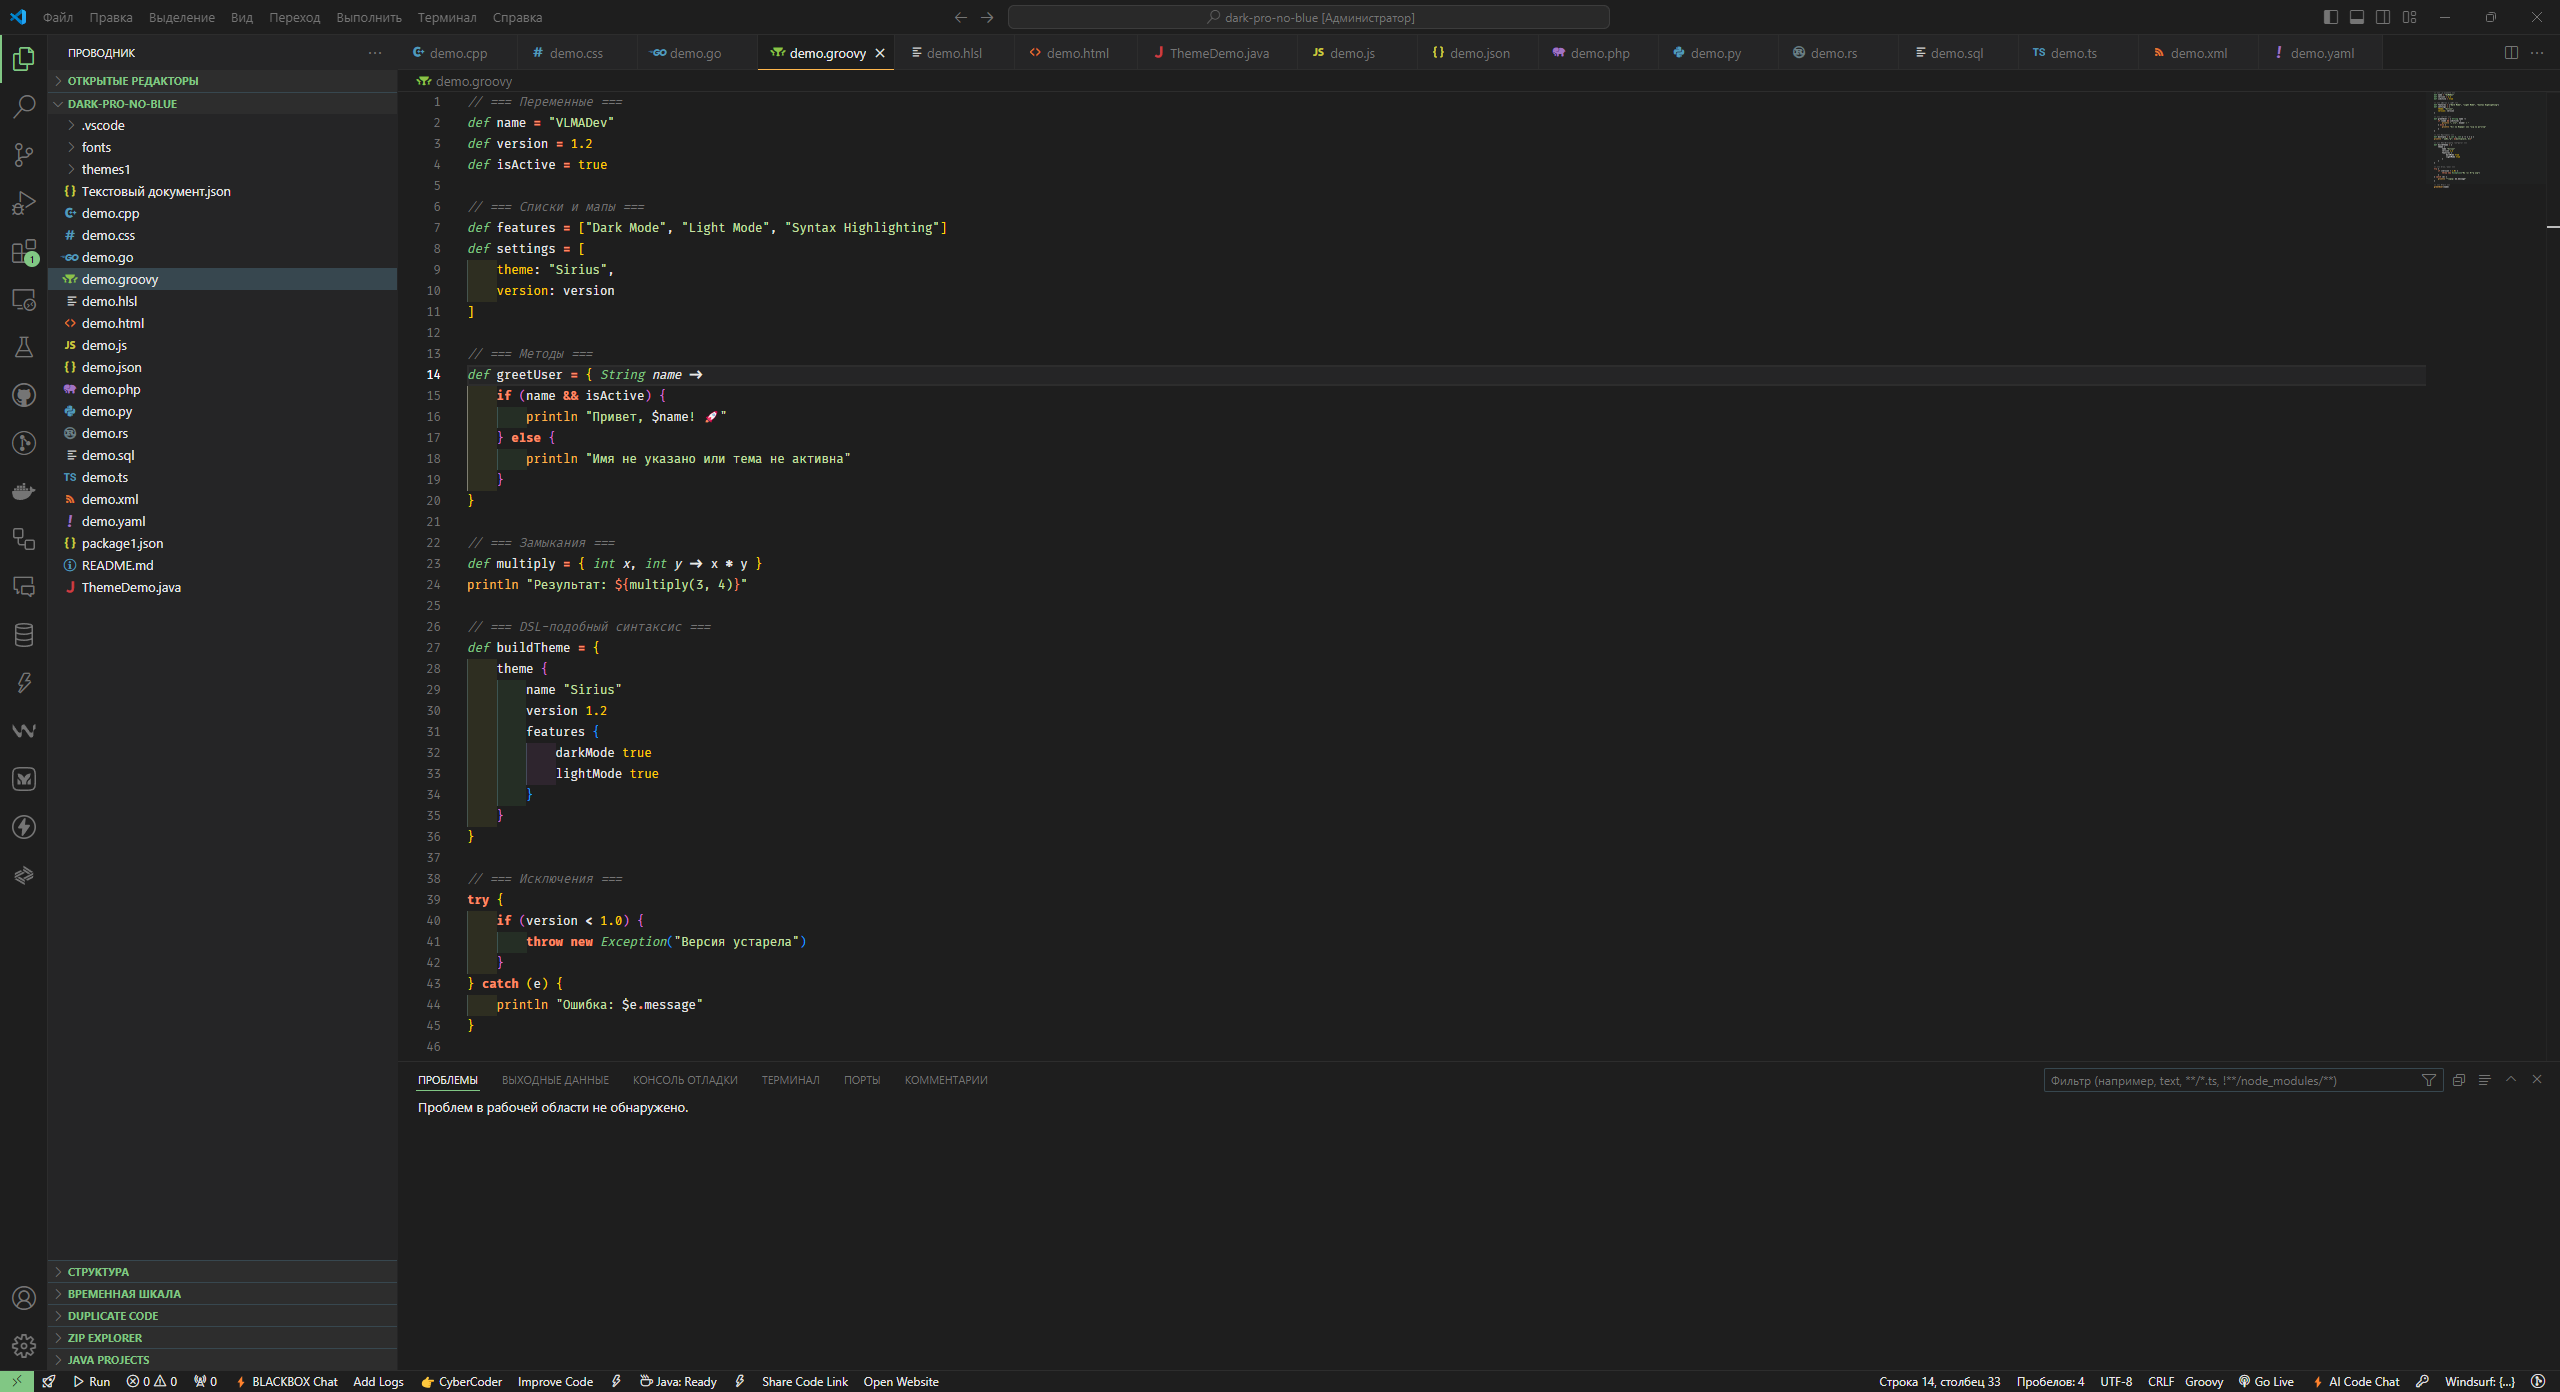 Файл Правка Выделение Вид Переход Выполнить Терминал Справка
dark-pro-no-blue [Администратор]
ПРОВОДНИК
ОТКРЫТЫЕ РЕДАКТОРЫ
DARK-PRO-NO-BLUE
.vscode
fonts
themes1
{} Текстовый документ.json
demo.cpp
# demo.css
GO demo.go
demo.groovy
demo.hlsl
<> demo.html
JS demo.js
{} demo.json
demo.php
demo.py
demo.rs
demo.sql
TS demo.ts
demo.xml
! demo.yaml
{} package1.json
README.md
J ThemeDemo.java
СТРУКТУРА
ВРЕМЕННАЯ ШКАЛА
DUPLICATE CODE
ZIP EXPLORER
JAVA PROJECTS
1
demo.cpp # demo.css GO demo.go demo.groovy demo.hlsl <> demo.html J ThemeDemo.java JS demo.js {} demo.json demo.php demo.py demo.rs demo.sql TS demo.ts demo.xml ! demo.yaml
demo.groovy
1 // === Переменные ===
2 def name = "VLMADev"
3 def version = 1.2
4 def isActive = true
5
6 // === Списки и мапы ===
7 def features = ["Dark Mode", "Light Mode", "Syntax Highlighting"]
8 def settings = [
9 theme: "Sirius",
10 version: version
11 ]
12
13 // === Методы ===
14 def greetUser = { String name ->
15 if (name && isActive) {
16 println "Привет, $name! 🚀"
17 } else {
18 println "Имя не указано или тема не активна"
19 }
20 }
21
22 // === Замыкания ===
23 def multiply = { int x, int y -> x * y }
24 println "Результат: ${multiply(3, 4)}"
25
26 // === DSL-подобный синтаксис ===
27 def buildTheme = {
28 theme {
29 name "Sirius"
30 version 1.2
31 features {
32 darkMode true
33 lightMode true
34 }
35 }
36 }
37
38 // === Исключения ===
39 try {
40 if (version < 1.0) {
41 throw new Exception("Версия устарела")
42 }
43 } catch (e) {
44 println "Ошибка: $e.message"
45 }
46
ПРОБЛЕМЫ ВЫХОДНЫЕ ДАННЫЕ КОНСОЛЬ ОТЛАДКИ ТЕРМИНАЛ ПОРТЫ КОММЕНТАРИИ
Фильтр (например, text, **/*.ts, !**/node_modules/**)
Проблем в рабочей области не обнаружено.
Run 0 0 0 BLACKBOX Chat Add Logs 👉 CyberCoder Improve Code Java: Ready Share Code Link Open Website
Строка 14, столбец 33 Пробелов: 4 UTF-8 CRLF Groovy Go Live AI Code Chat Windsurf: {...}